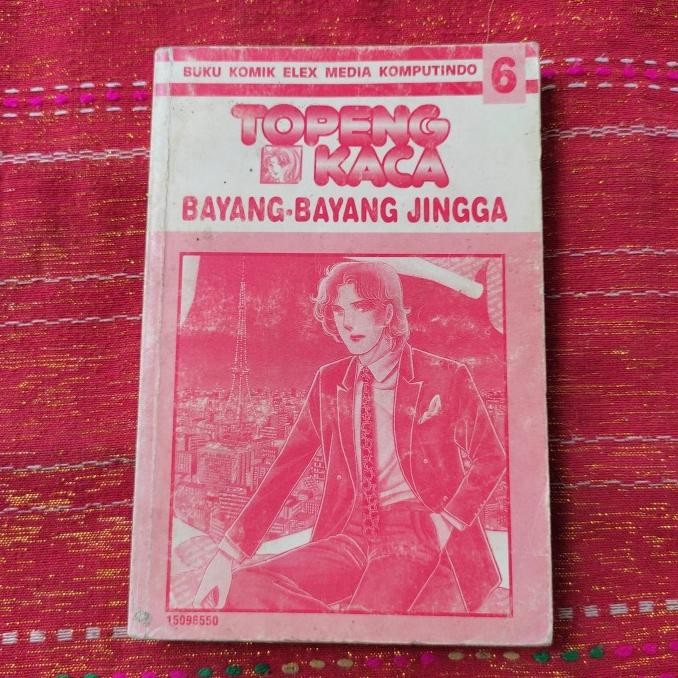 BUKU KOMIK ELEX MEDIA KOMPUTINDO 6
TOPENG
KACA
BAYANG-BAYANG JINGGA
15096550